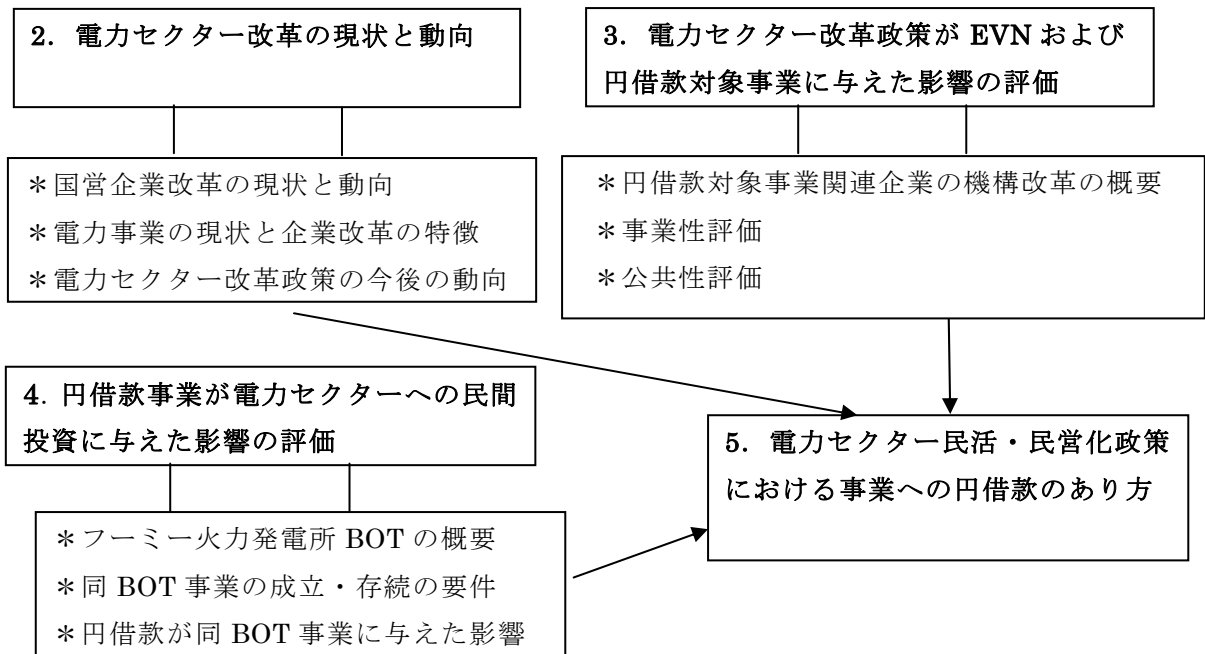 2. 電力セクター改革の現状と動向
＊国営企業改革の現状と動向
＊電力事業の現状と企業改革の特徴
＊電力セクター改革政策の今後の動向
3. 電力セクター改革政策が EVN および
円借款対象事業に与えた影響の評価
＊円借款対象事業関連企業の機構改革の概要
＊事業性評価
＊公共性評価
4. 円借款事業が電力セクターへの民間
投資に与えた影響の評価
＊フーミー火力発電所 BOT の概要
＊同 BOT 事業の成立・存続の要件
＊円借款が同 BOT 事業に与えた影響
5. 電力セクター民活・民営化政策
における事業への円借款のあり方